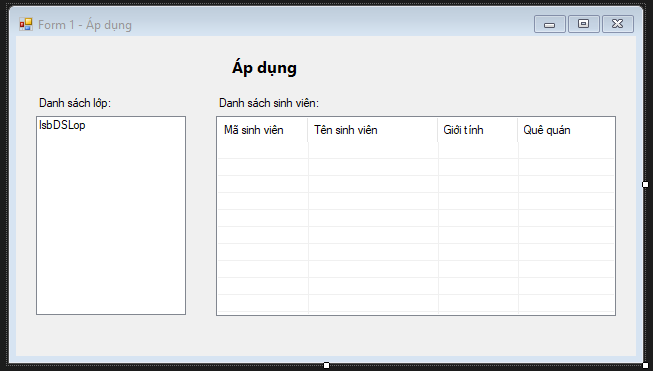 Form 1 - Áp dụng
Áp dụng
Danh sách lớp:
Danh sách sinh viên:
lsbDSLop
Mã sinh viên Tên sinh viên Giới tính Quê quán